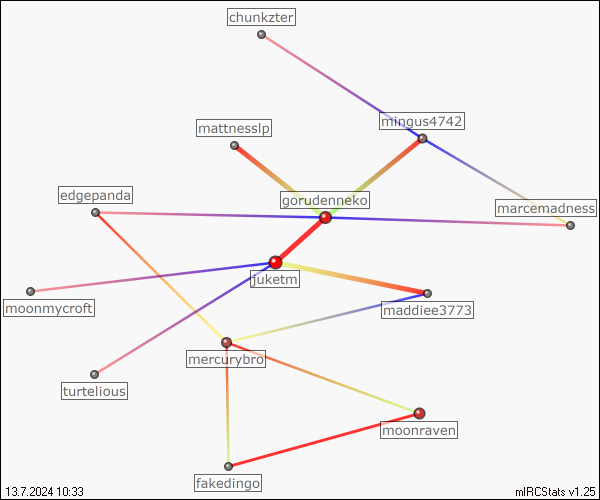 chunkzter
mingus4742
mattnesslp
edgepanda
gorudenneko
marcemadness
juketm
moonmycroft
maddiee3773
mercurybro
turtelious
moonraven
fakedingo
13.7.2024 10:33
mIRCStats v1.25